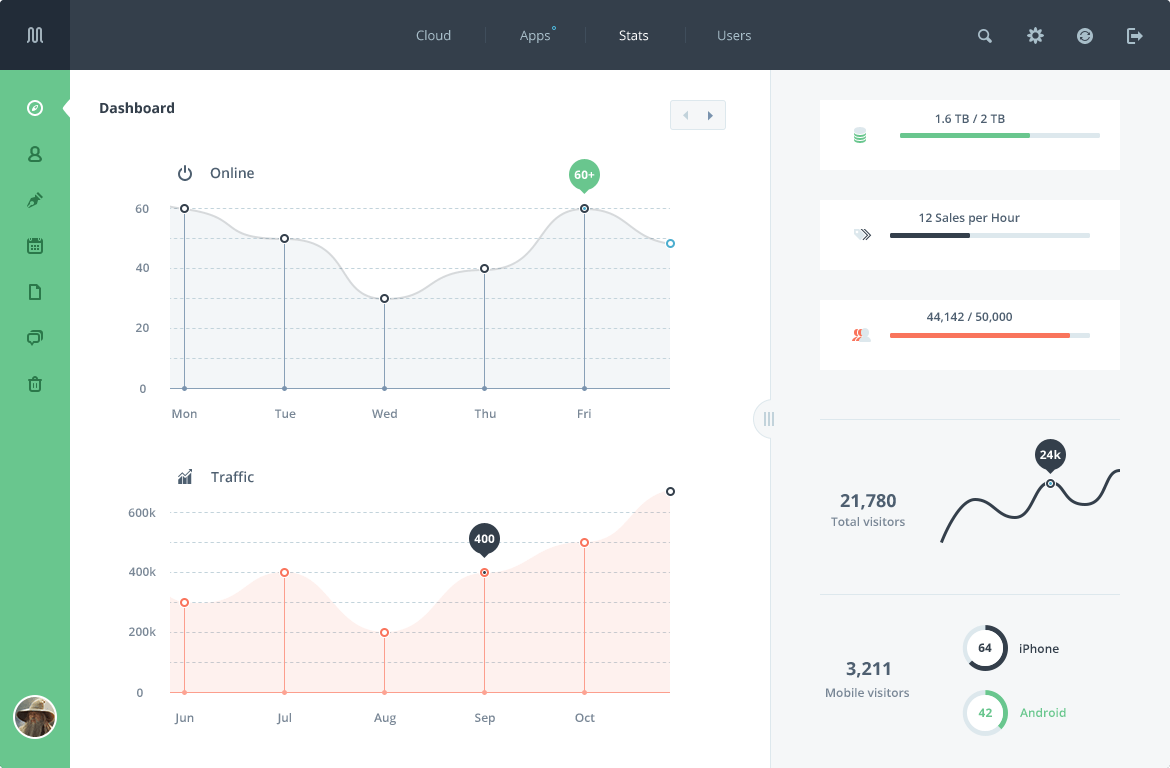 Cloud
Apps
Stats
Users
Dashboard
Online
60+
60
40
20
0
Mon
Tue
Wed
Thu
Fri
Traffic
600k
400
400k
200k
0
Jun
Jul
Aug
Sep
Oct
1.6 TB / 2 TB
12 Sales per Hour
44,142 / 50,000
24k
21,780
Total visitors
64
iPhone
3,211
Mobile visitors
42
Android